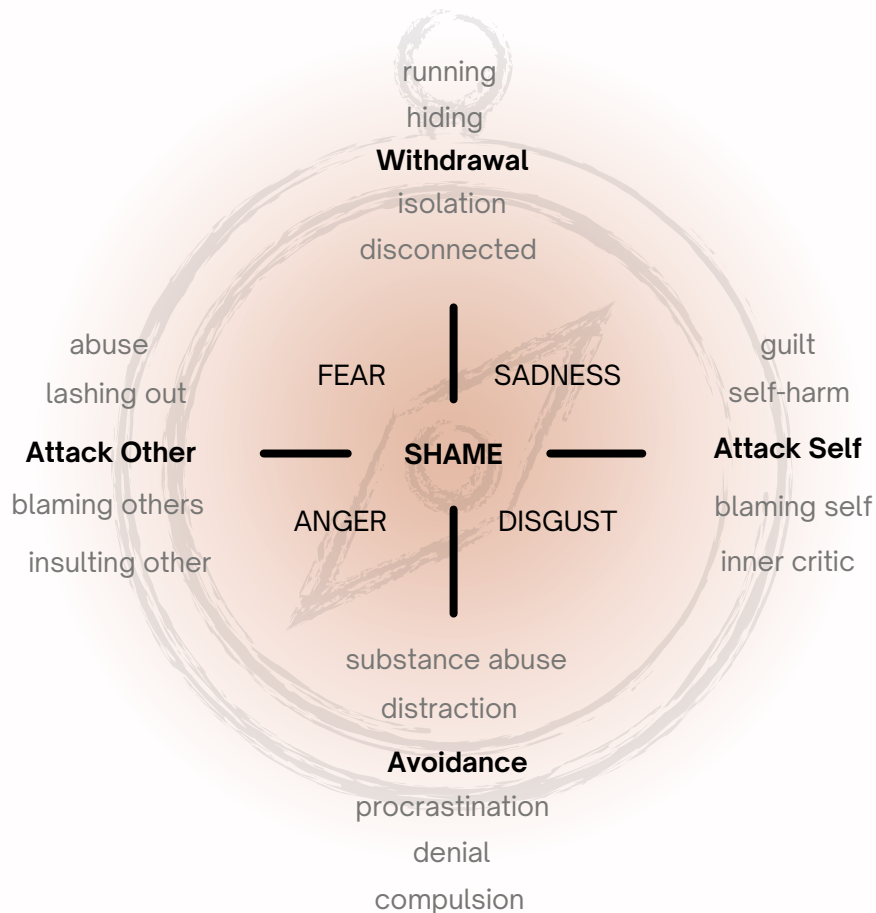 running
hiding
Withdrawal
isolation
disconnected
abuse
lashing out
Attack Other
blaming others
insulting other
FEAR
SADNESS
SHAME
ANGER
DISGUST
guilt
self-harm
Attack Self
blaming self
inner critic
substance abuse
distraction
Avoidance
procrastination
denial
compulsion